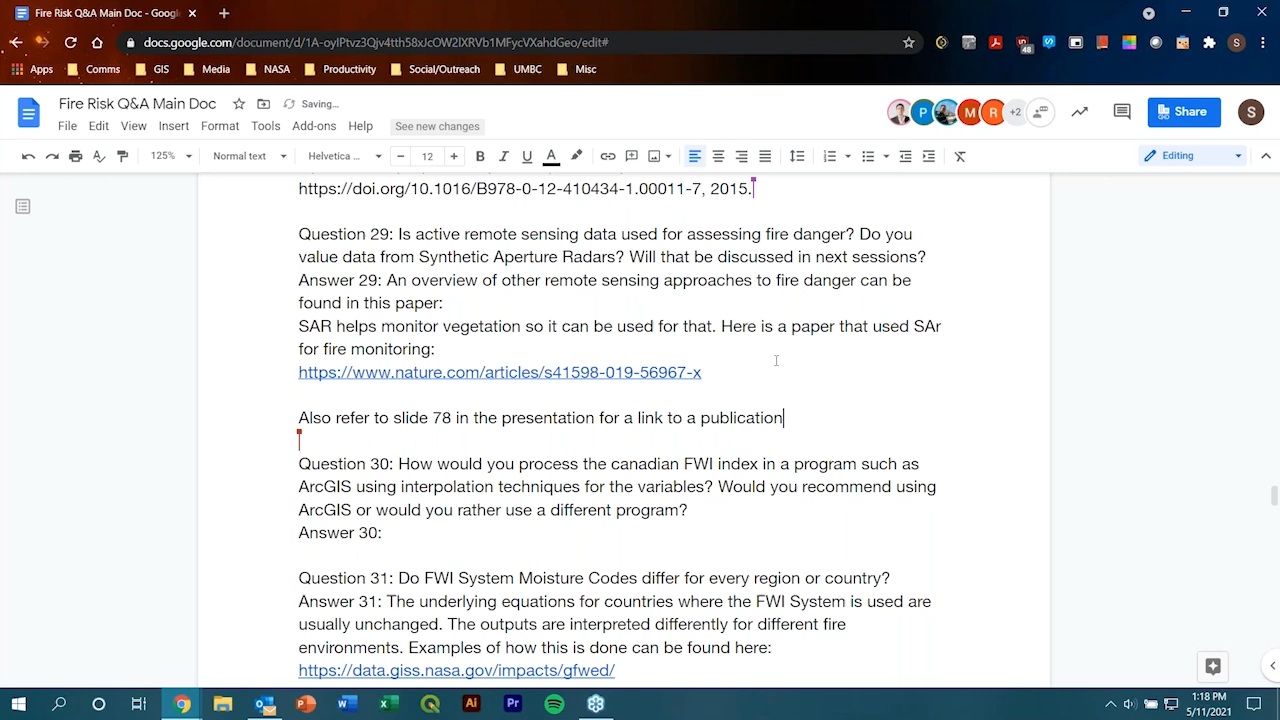 Fire Risk Q&A Main Doc - Googl
docs.google.com/document/d/1A-oyIPtvz3Qjv4tth58xJcOW2IXRVb1MFycVXahdGeo/edit#
48
S
Apps
Comms
GIS
Media
NASA
Productivity
Social/Outreach
UMBC
Misc
Fire Risk Q&A Main Doc
Saving...
P
M
R
+2
Share
S
File Edit View Insert Format Tools Add-ons Help
See new changes
125%
Normal text
Helvetica ...
12
B I U A
Editing
https://doi.org/10.1016/B978-0-12-410434-1.00011-7, 2015.
Question 29: Is active remote sensing data used for assessing fire danger? Do you
value data from Synthetic Aperture Radars? Will that be discussed in next sessions?
Answer 29: An overview of other remote sensing approaches to fire danger can be
found in this paper:
SAR helps monitor vegetation so it can be used for that. Here is a paper that used SAr
for fire monitoring:
https://www.nature.com/articles/s41598-019-56967-x
Also refer to slide 78 in the presentation for a link to a publication
Question 30: How would you process the canadian FWI index in a program such as
ArcGIS using interpolation techniques for the variables? Would you recommend using
ArcGIS or would you rather use a different program?
Answer 30:
Question 31: Do FWI System Moisture Codes differ for every region or country?
Answer 31: The underlying equations for countries where the FWI System is used are
usually unchanged. The outputs are interpreted differently for different fire
environments. Examples of how this is done can be found here:
https://data.giss.nasa.gov/impacts/gfwed/
1:18 PM
5/11/2021